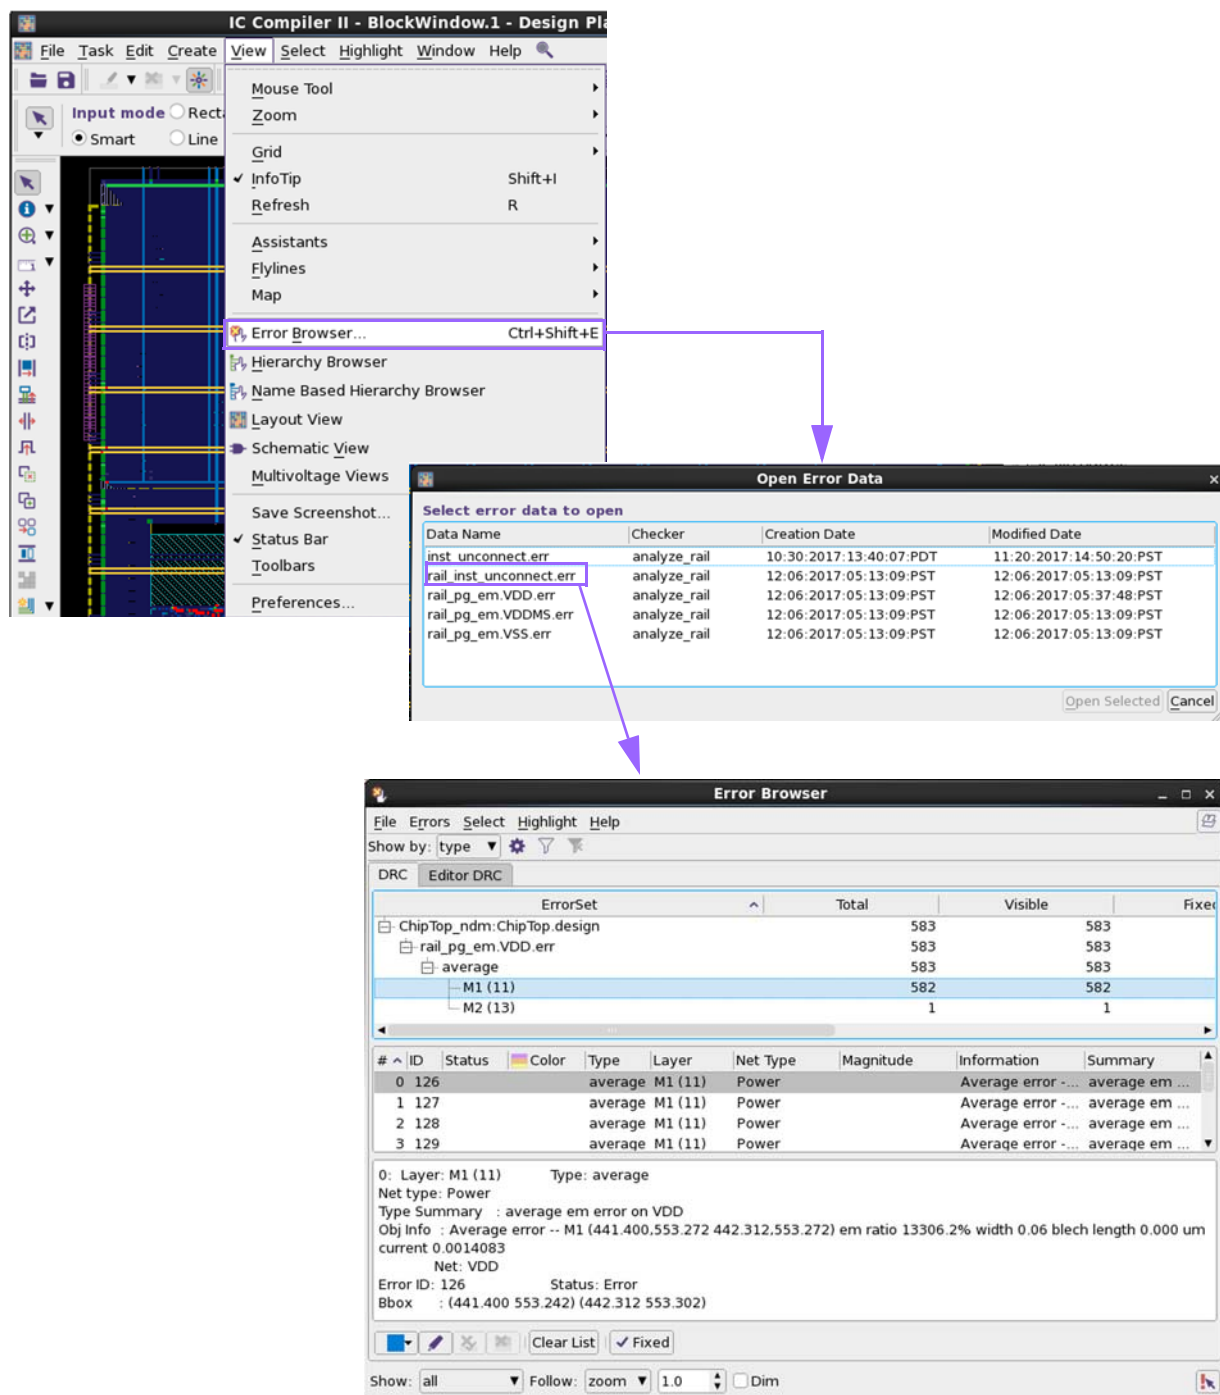 IC Compiler II - BlockWindow.1 - Design Pla
File Task Edit Create View Select Highlight Window Help
Input mode Recta
Smart Line
Mouse Tool
Zoom
Grid
InfoTip Shift+I
Refresh R
Assistants
Flylines
Map
Error Browser... Ctrl+Shift+E
Hierarchy Browser
Name Based Hierarchy Browser
Layout View
Schematic View
Multivoltage Views
Save Screenshot...
Status Bar
Toolbars
Preferences...
Open Error Data
Select error data to open
Data Name Checker Creation Date Modified Date
inst_unconnect.err analyze_rail 10:30:2017:13:40:07:PDT 11:20:2017:14:50:20:PST
rail_inst_unconnect.err analyze_rail 12:06:2017:05:13:09:PST 12:06:2017:05:13:09:PST
rail_pg_em.VDD.err analyze_rail 12:06:2017:05:13:09:PST 12:06:2017:05:37:48:PST
rail_pg_em.VDDMS.err analyze_rail 12:06:2017:05:13:09:PST 12:06:2017:05:13:09:PST
rail_pg_em.VSS.err analyze_rail 12:06:2017:05:13:09:PST 12:06:2017:05:13:09:PST
Open Selected Cancel
Error Browser
File Errors Select Highlight Help
Show by: type
DRC Editor DRC
ErrorSet Total Visible Fixed
ChipTop_ndm:ChipTop.design 583 583
rail_pg_em.VDD.err 583 583
average 583 583
M1 (11) 582 582
M2 (13) 1 1
# ID Status Color Type Layer Net Type Magnitude Information Summary
0 126 average M1 (11) Power Average error -... average em ...
1 127 average M1 (11) Power Average error -... average em ...
2 128 average M1 (11) Power Average error -... average em ...
3 129 average M1 (11) Power Average error -... average em ...
0: Layer: M1 (11) Type: average
Net type: Power
Type Summary : average em error on VDD
Obj Info : Average error -- M1 (441.400,553.272 442.312,553.272) em ratio 13306.2% width 0.06 blech length 0.000 um
current 0.0014083
Net: VDD
Error ID: 126 Status: Error
Bbox : (441.400 553.242) (442.312 553.302)
Clear List Fixed
Show: all Follow: zoom 1.0 Dim